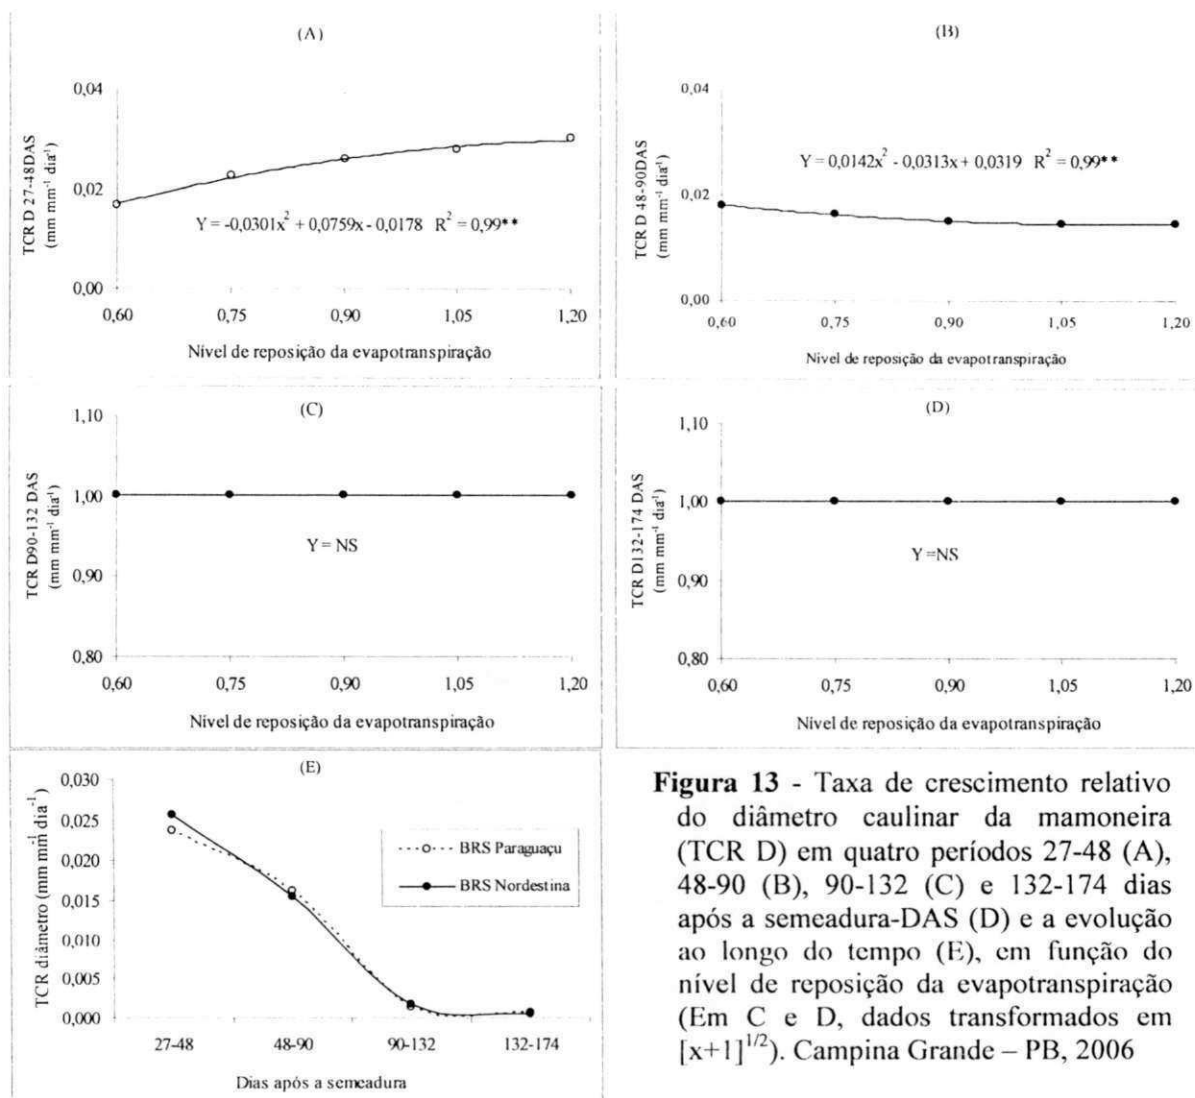 (A)
0,04
0,02
0,00
TCR D 27-48DAS
(mm mm⁻¹ dia⁻¹)
Y = -0,0301x² + 0,0759x - 0,0178 R² = 0,99**
0,60 0,75 0,90 1,05 1,20
Nível de reposição da evapotranspiração
(B)
0,04
0,02
0,00
TCR D 48-90DAS
(mm mm⁻¹ dia⁻¹)
Y = 0,0142x² - 0,0313x + 0,0319 R² = 0,99**
0,60 0,75 0,90 1,05 1,20
Nível de reposição da evapotranspiração
(C)
1,10
1,00
0,90
0,80
TCR D90-132 DAS
(mm mm⁻¹ dia⁻¹)
Y = NS
0,60 0,75 0,90 1,05 1,20
Nível de reposição da evapotranspiração
(D)
1,10
1,00
0,90
0,80
TCR D132-174 DAS
(mm mm⁻¹ dia⁻¹)
Y =NS
0,60 0,75 0,90 1,05 1,20
Nível de reposição da evapotranspiração
(E)
0,030
0,025
0,020
0,015
0,010
0,005
0,000
TCR diâmetro (mm mm⁻¹ dia⁻¹)
BRS Paraguaçu
BRS Nordestina
27-48 48-90 90-132 132-174
Dias após a semeadura
Figura 13 - Taxa de crescimento relativo
do diâmetro caulinar da mamoneira
(TCR D) em quatro períodos 27-48 (A),
48-90 (B), 90-132 (C) e 132-174 dias
após a semeadura-DAS (D) e a evolução
ao longo do tempo (E), em função do
nível de reposição da evapotranspiração
(Em C e D, dados transformados em
[x+1]^1/2). Campina Grande – PB, 2006